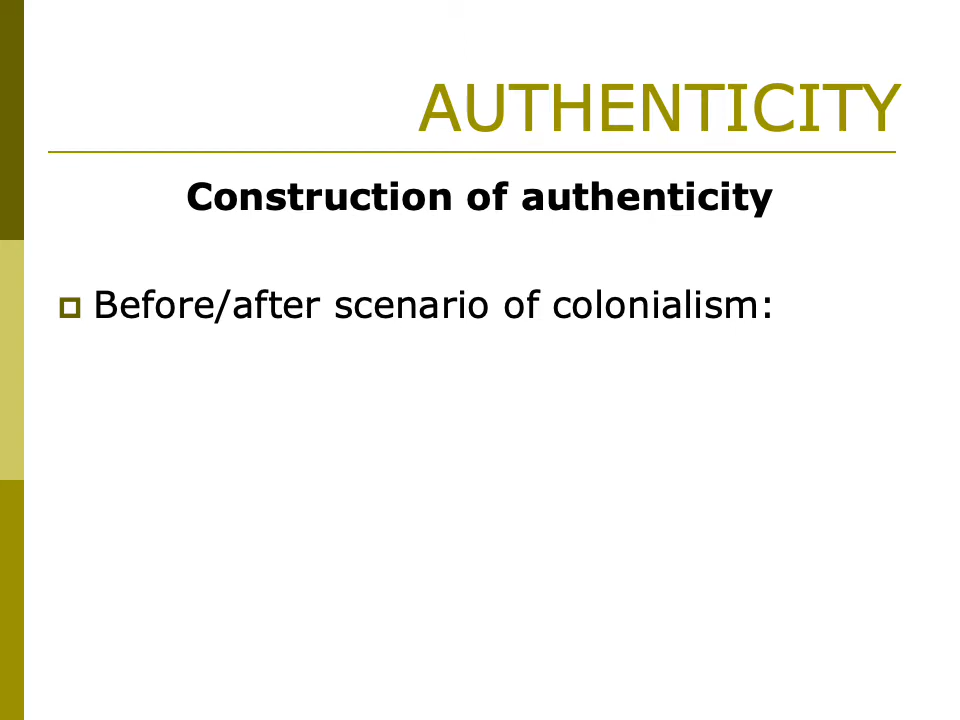 AUTHENTICITY
Construction of authenticity
Before/after scenario of colonialism: